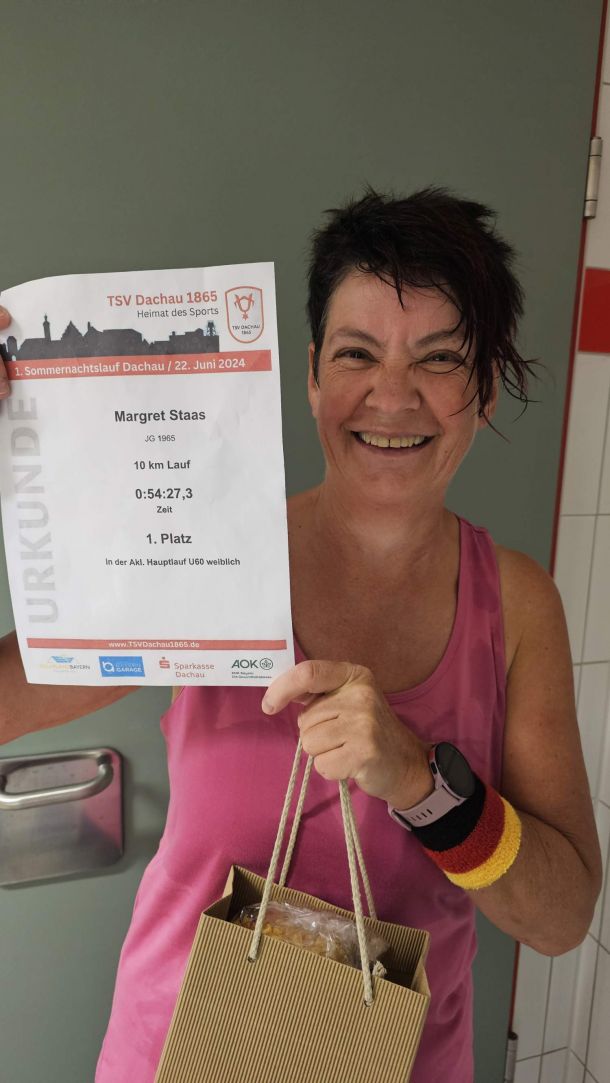 TSV Dachau 1865
Heimat des Sports
TSV DACHAU
1865
1. Sommernachtslauf Dachau / 22. Juni 2024
URKUNDE
Margret Staas
JG 1965
10 km Lauf
0:54:27,3
Zeit
1. Platz
In der Akl. Hauptlauf U60 weiblich
www.TSVDachau1865.de
GARAGE
Sparkasse
Dachau
AOK